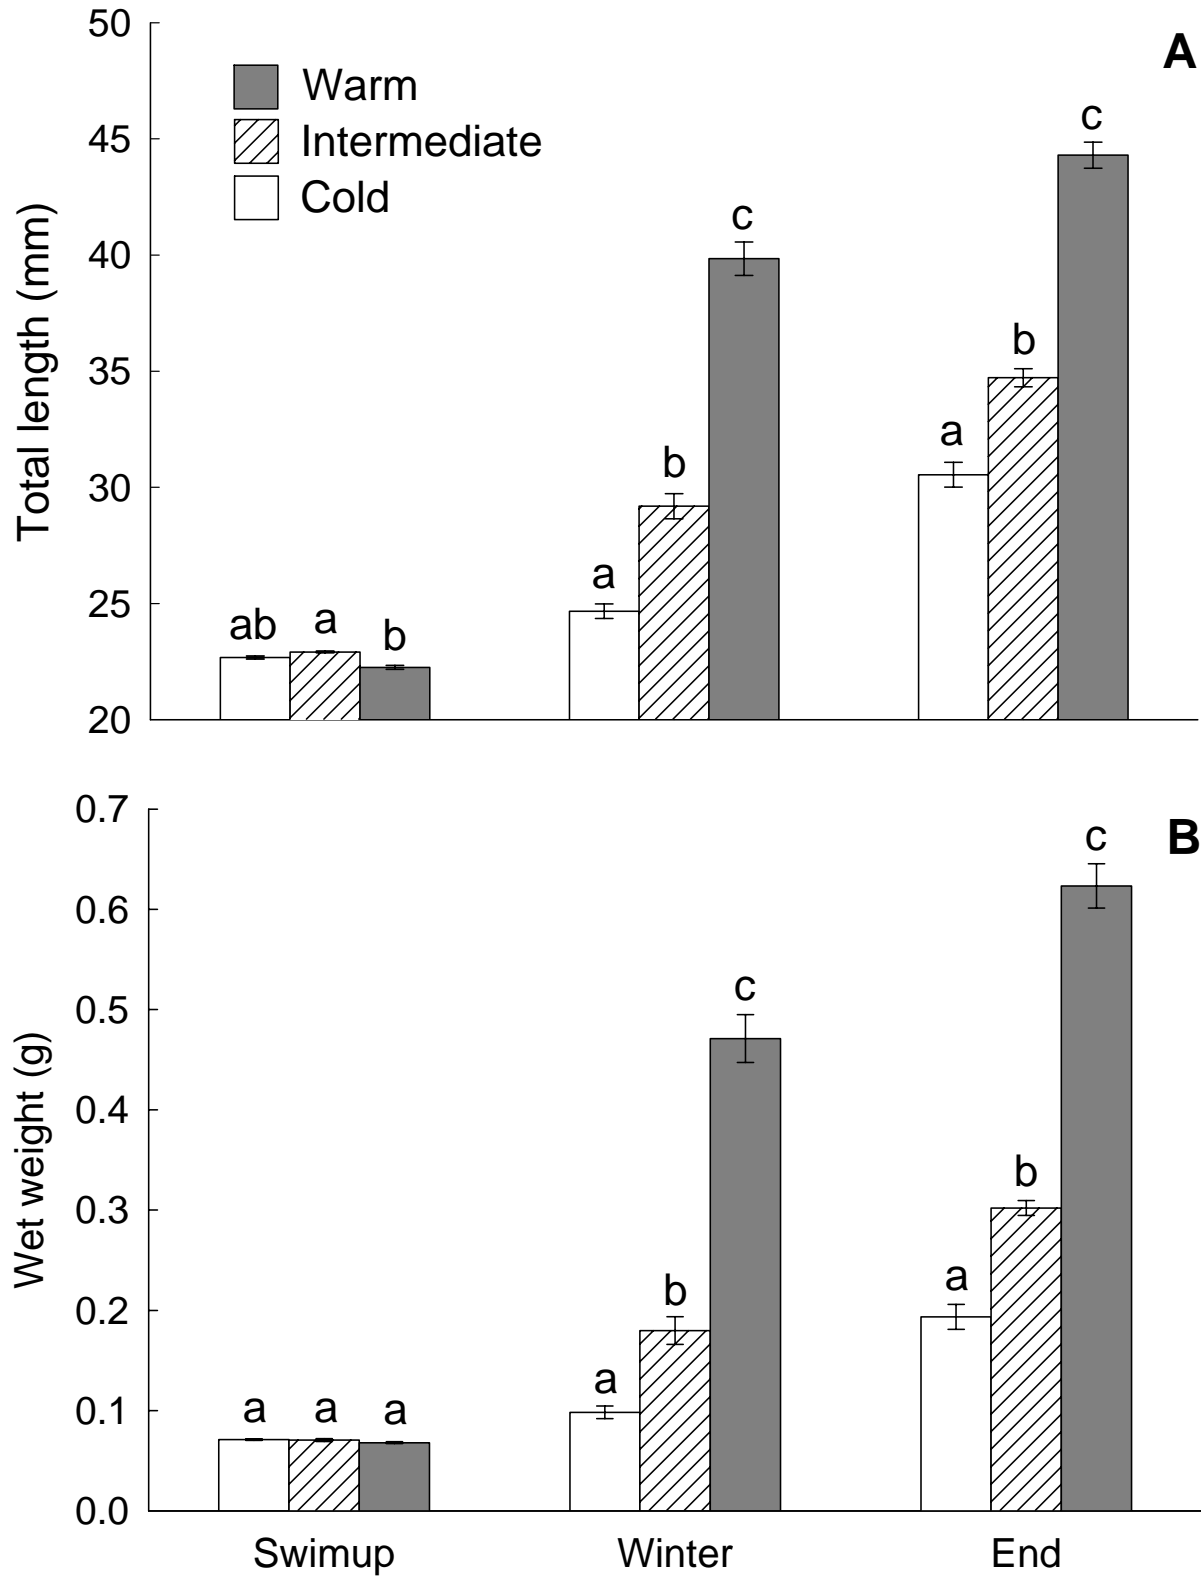 50
A
Warm
Intermediate
Cold
45
40
35
30
25
20
Total length (mm)
ab
a
b
a
b
c
a
b
c
0.7
B
0.6
0.5
0.4
0.3
0.2
0.1
0.0
Wet weight (g)
a
a
a
a
b
c
a
b
c
Swimup
Winter
End